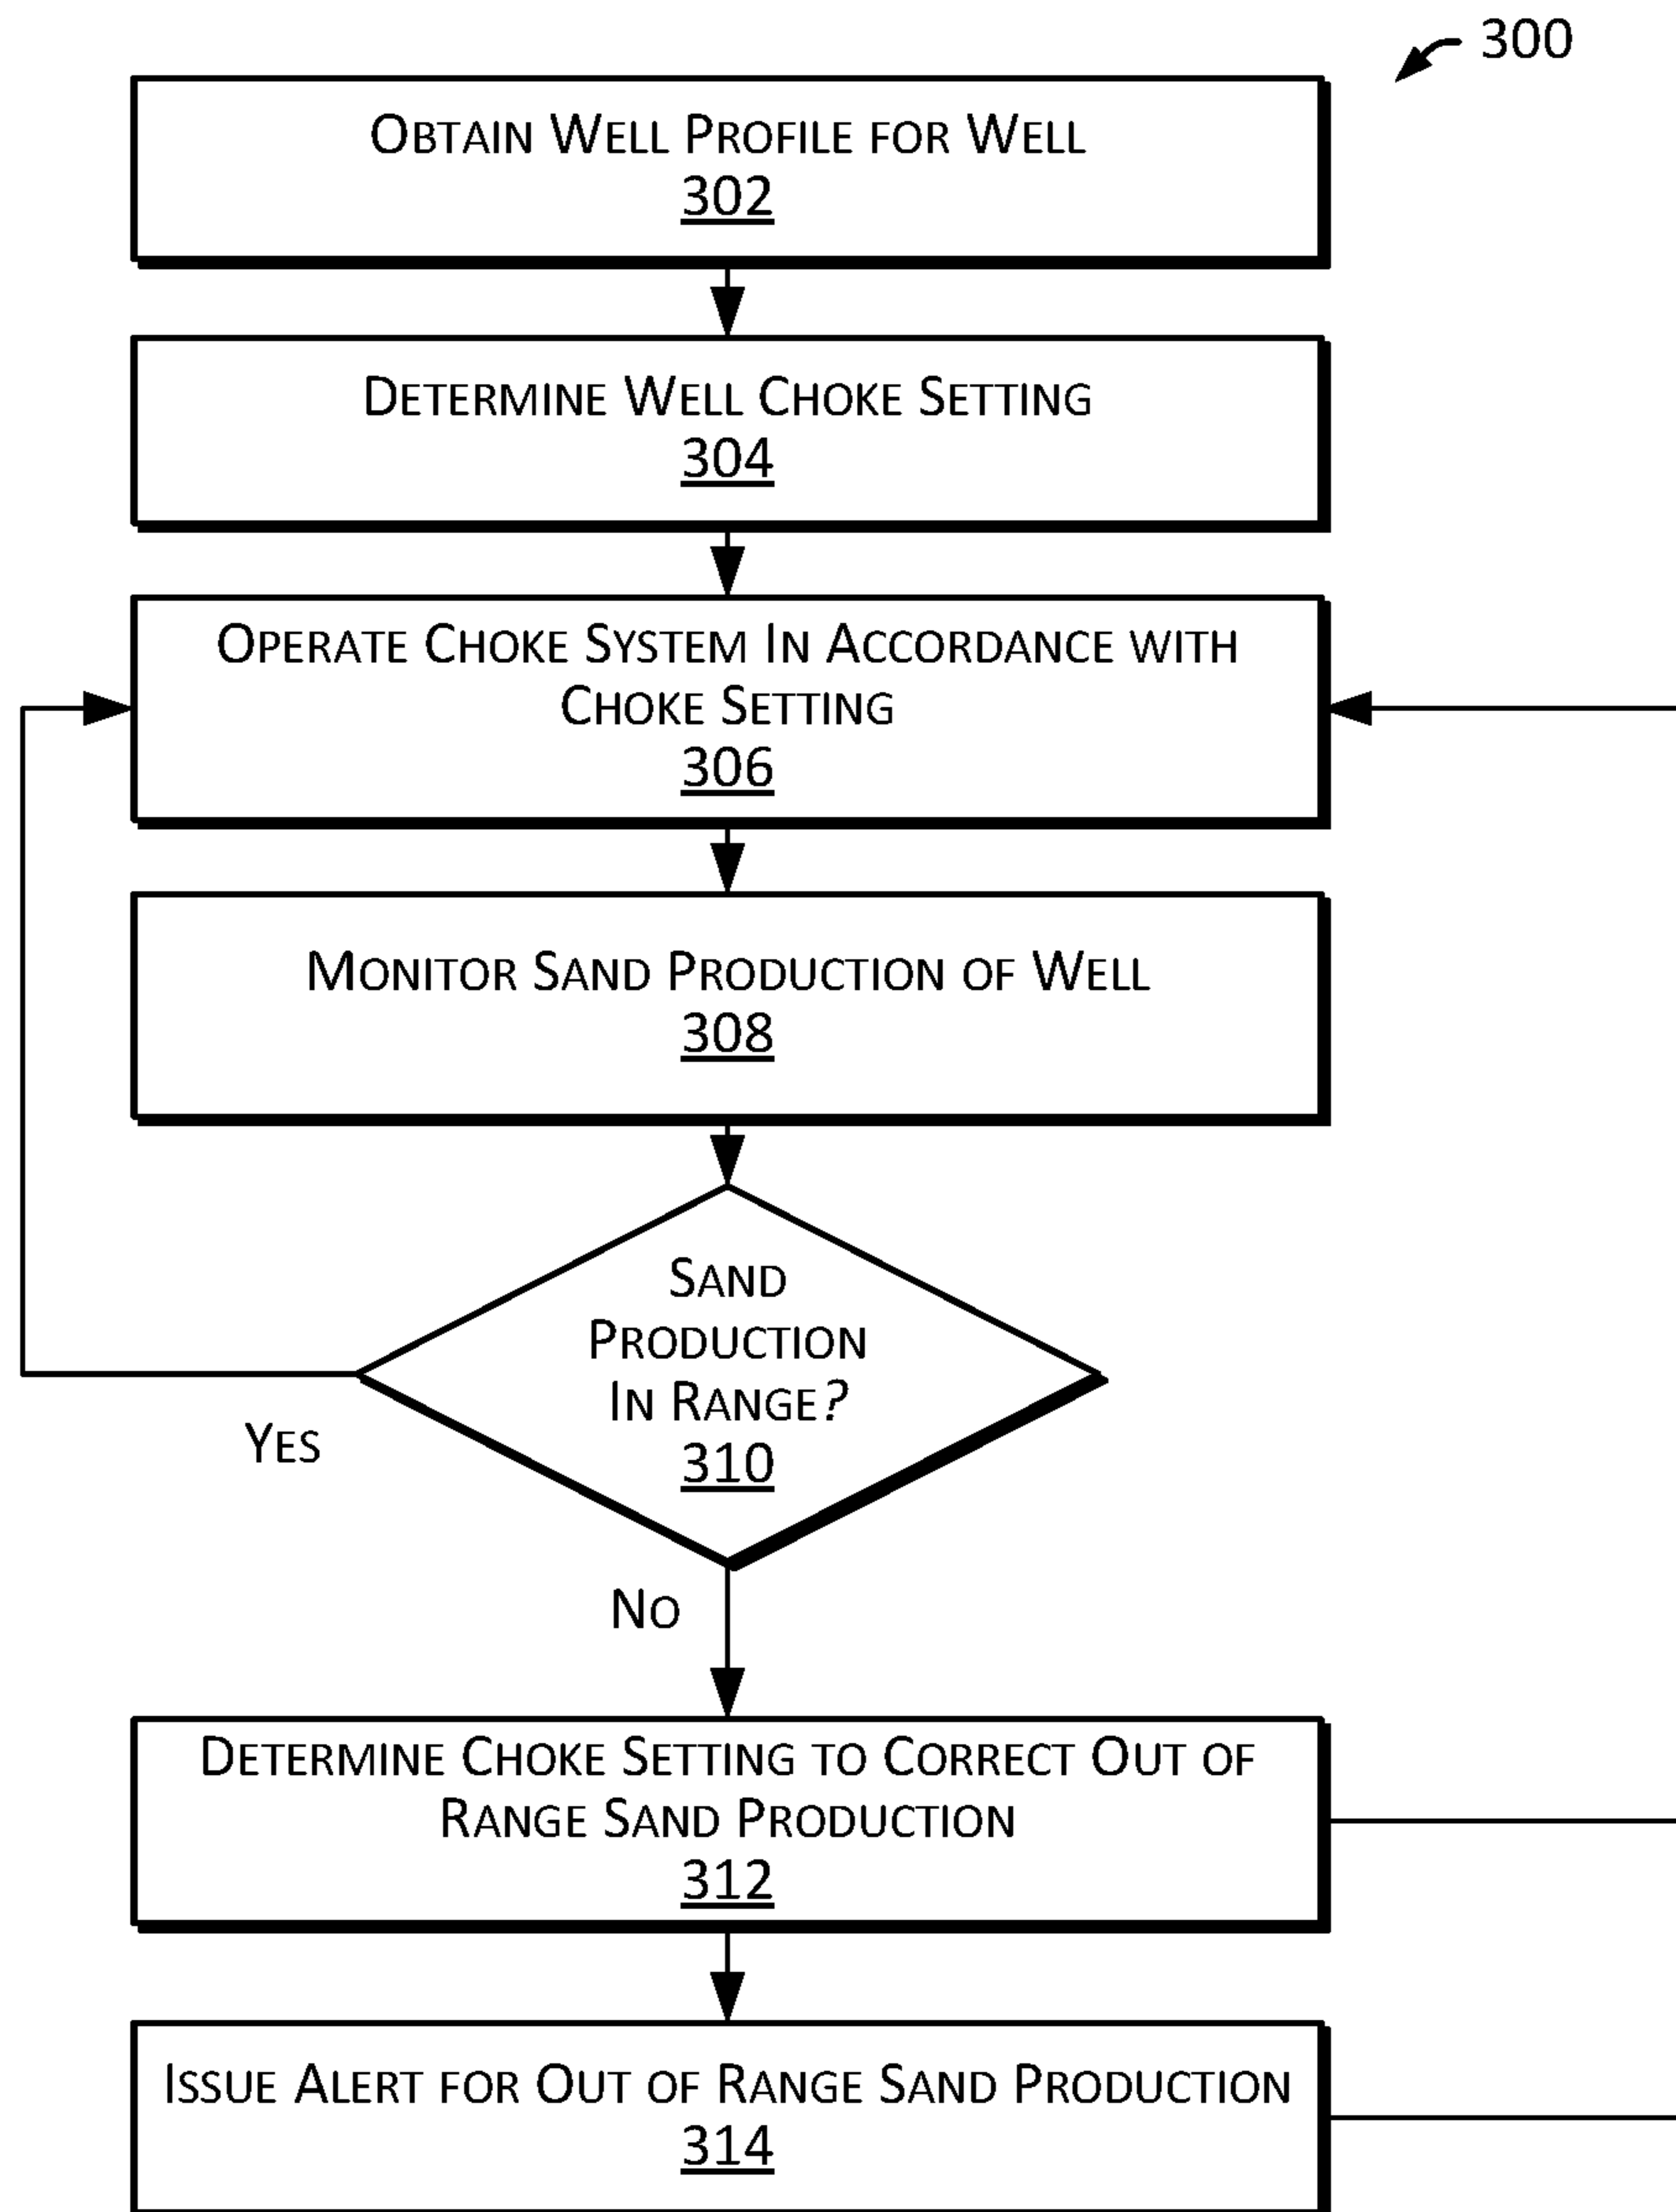 300
Obtain Well Profile for Well
302
Determine Well Choke Setting
304
Operate Choke System In Accordance with
Choke Setting
306
Monitor Sand Production of Well
308
Sand
Production
In Range?
310
Yes
No
Determine Choke Setting to Correct Out of
Range Sand Production
312
Issue Alert for Out of Range Sand Production
314